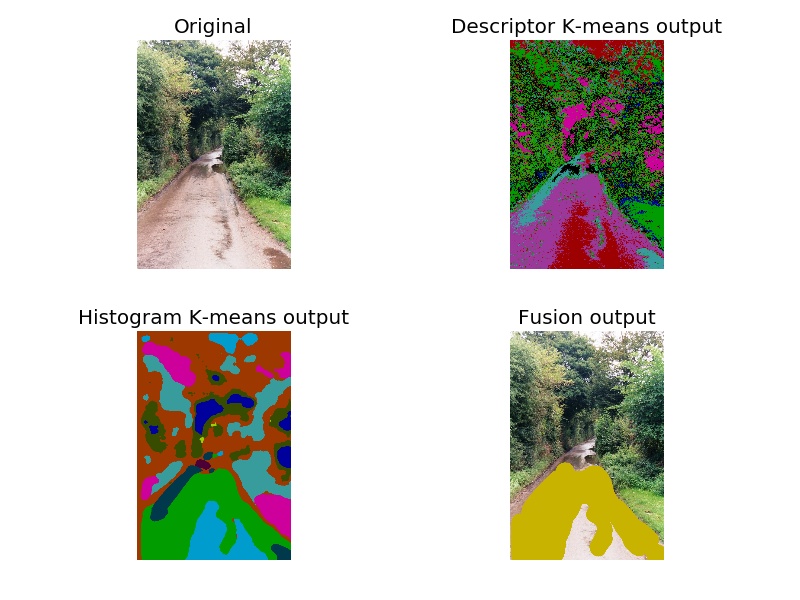 Original
Descriptor K-means output
Histogram K-means output
Fusion output